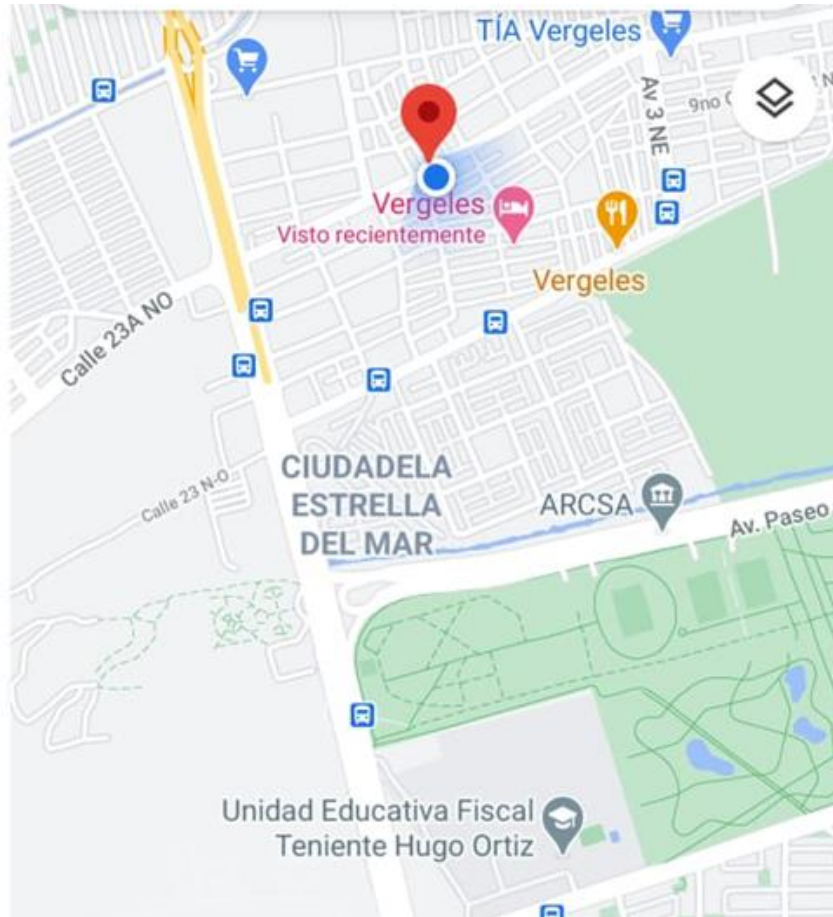 TÍA Vergeles
Av 3 NE
9no
Vergeles
Visto recientemente
Vergeles
Calle 23A NO
CIUDADELA
ESTRELLA
DEL MAR
Calle 23 N-O
ARCSA
Av. Paseo
Unidad Educativa Fiscal
Teniente Hugo Ortiz